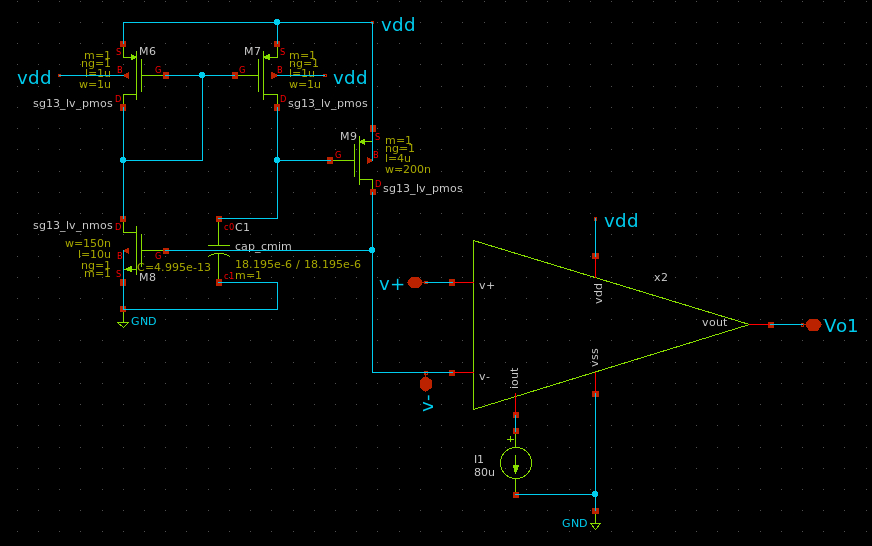 vdd
S
M6
m=1
ng=1
l=1u
w=1u
B
G
D
vdd
sg13_lv_pmos
M7
S
m=1
ng=1
l=1u
w=1u
G
B
D
vdd
sg13_lv_pmos
M9
S
m=1
ng=1
l=4u
w=200n
G
B
D
sg13_lv_pmos
sg13_lv_nmos
D
w=150n
l=10u
ng=1
m=1
B
G
S
M8
c0
C1
cap_cmim
C=4.995e-13
18.195e-6 / 18.195e-6
c1
m=1
GND
vdd
x2
v+
v+
vdd
vout
Vo1
v-
v-
iout
vss
+
I1
80u
GND